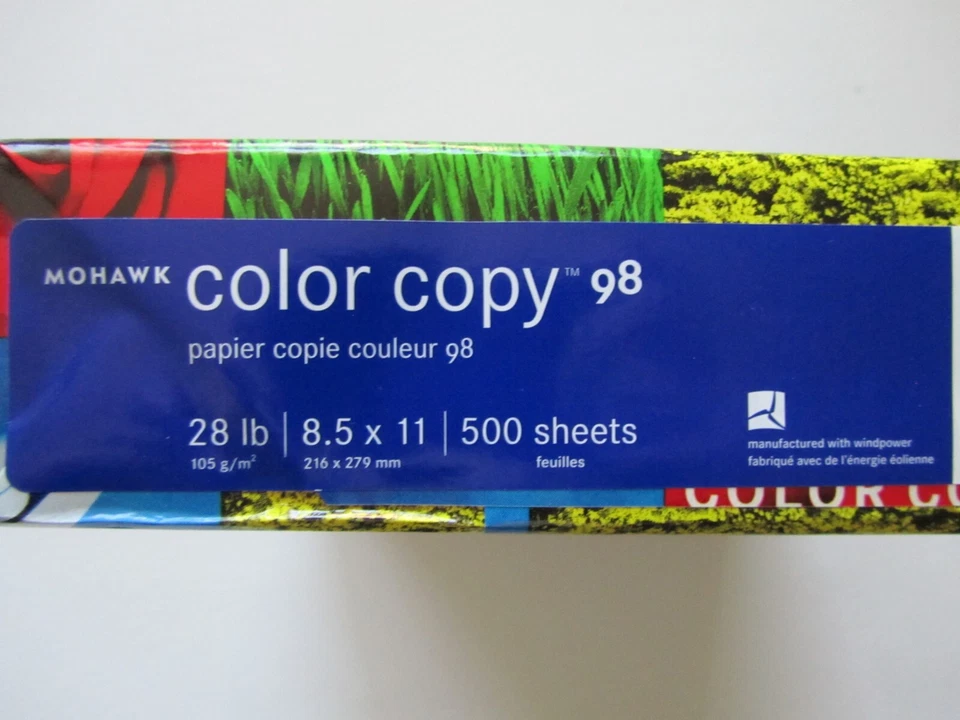 MOHAWK color copy™ 98
papier copie couleur 98
28 lb | 8.5 x 11 | 500 sheets
105 g/m² 216 x 279 mm feuilles
manufactured with windpower
fabriqué avec de l'énergie éolienne
COLOR